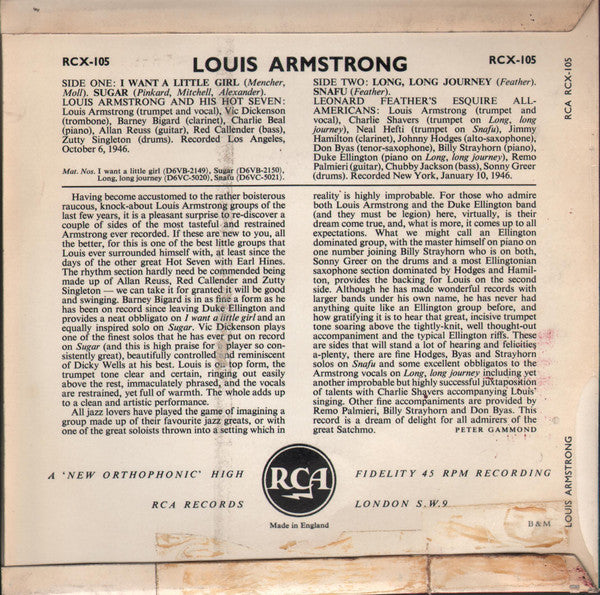 RCX-105
LOUIS ARMSTRONG
RCX-105
SIDE ONE: I WANT A LITTLE GIRL (Mencher,
Moll). SUGAR (Pinkard, Mitchell, Alexander).
LOUIS ARMSTRONG AND HIS HOT SEVEN:
Louis Armstrong (trumpet and vocal), Vic Dickenson
(trombone), Barney Bigard (clarinet), Charlie Beal
(piano), Allan Reuss (guitar), Red Callender (bass),
Zutty Singleton (drums). Recorded Los Angeles,
October 6, 1946.
Mat. Nos. I want a little girl (D6VB-2149), Sugar (D6VB-2150),
Long, long journey (D6VC-5020), Snafu (D6VC-5021).
SIDE TWO: LONG, LONG JOURNEY (Feather).
SNAFU (Feather).
LEONARD FEATHER'S ESQUIRE ALL-
AMERICANS: Louis Armstrong (trumpet and
vocal), Charlie Shavers (trumpet on Long, long
journey), Neal Hefti (trumpet on Snafu), Jimmy
Hamilton (clarinet), Johnny Hodges (alto-saxophone),
Don Byas (tenor-saxophone), Billy Strayhorn (piano),
Duke Ellington (piano on Long, long journey), Remo
Palmieri (guitar), Chubby Jackson (bass), Sonny Greer
(drums). Recorded New York, January 10, 1946.
Having become accustomed to the rather boisterous
raucous, knock-about Louis Armstrong groups of the
last few years, it is a pleasant surprise to re-discover a
couple of sides of the most tasteful and restrained
Armstrong ever recorded. If these are new to you, all
the better, for this is one of the best little groups that
Louis ever surrounded himself with, at least since the
days of the other great Hot Seven with Earl Hines.
The rhythm section hardly need be commended being
made up of Allan Reuss, Red Callender and Zutty
Singleton — we can take it for granted it will be good
and swinging. Barney Bigard is in as fine a form as he
has been on record since leaving Duke Ellington and
provides a neat obbligato on I want a little girl and an
equally inspired solo on Sugar. Vic Dickenson plays
one of the finest solos that he has ever put on record
on Sugar (and this is high praise for a player so con-
sistently great), beautifully controlled and reminiscent
of Dicky Wells at his best. Louis is on top form, the
trumpet tone clear and certain, ringing out easily
above the rest, immaculately phrased, and the vocals
are restrained, yet full of warmth. The whole adds up
to a clean and artistic performance.
All jazz lovers have played the game of imagining a
group made up of their favourite jazz greats, or with
one of the great soloists thrown into a setting which in
reality is highly improbable. For those who admire
both Louis Armstrong and the Duke Ellington band
(and they must be legion) here, virtually, is their
dream come true, and, what is more, it comes up to all
expectations. What we might call an Ellington
dominated group, with the master himself on piano on
one number joining Billy Strayhorn who is on both,
Sonny Greer on the drums and a most Ellingtonian
saxophone section dominated by Hodges and Hamil-
ton, provides the backing for Louis on the second
side. Although he has made wonderful records with
larger bands under his own name, he has never had
anything quite like an Ellington group before, and
how gratifying it is to hear that great, incisive trumpet
tone soaring above the tightly-knit, well thought-out
accompaniment and the typical Ellington riffs. These
are sides that will stand a lot of hearing and felicities
a-plenty, there are fine Hodges, Byas and Strayhorn
solos on Snafu and some excellent obbligatos to the
Armstrong vocals on Long, long journey including yet
another improbable but highly successful juxtaposition
of talents with Charlie Shavers accompanying Louis'
singing. Other fine accompaniments are provided by
Remo Palmieri, Billy Strayhorn and Don Byas. This
record is a dream of delight for all admirers of the
great Satchmo.
PETER GAMMOND
A 'NEW ORTHOPHONIC' HIGH
RCA
FIDELITY 45 RPM RECORDING
RCA RECORDS
LONDON S.W.9
Made in England
B & M
RCA RCX-105
LOUIS ARMSTRONG